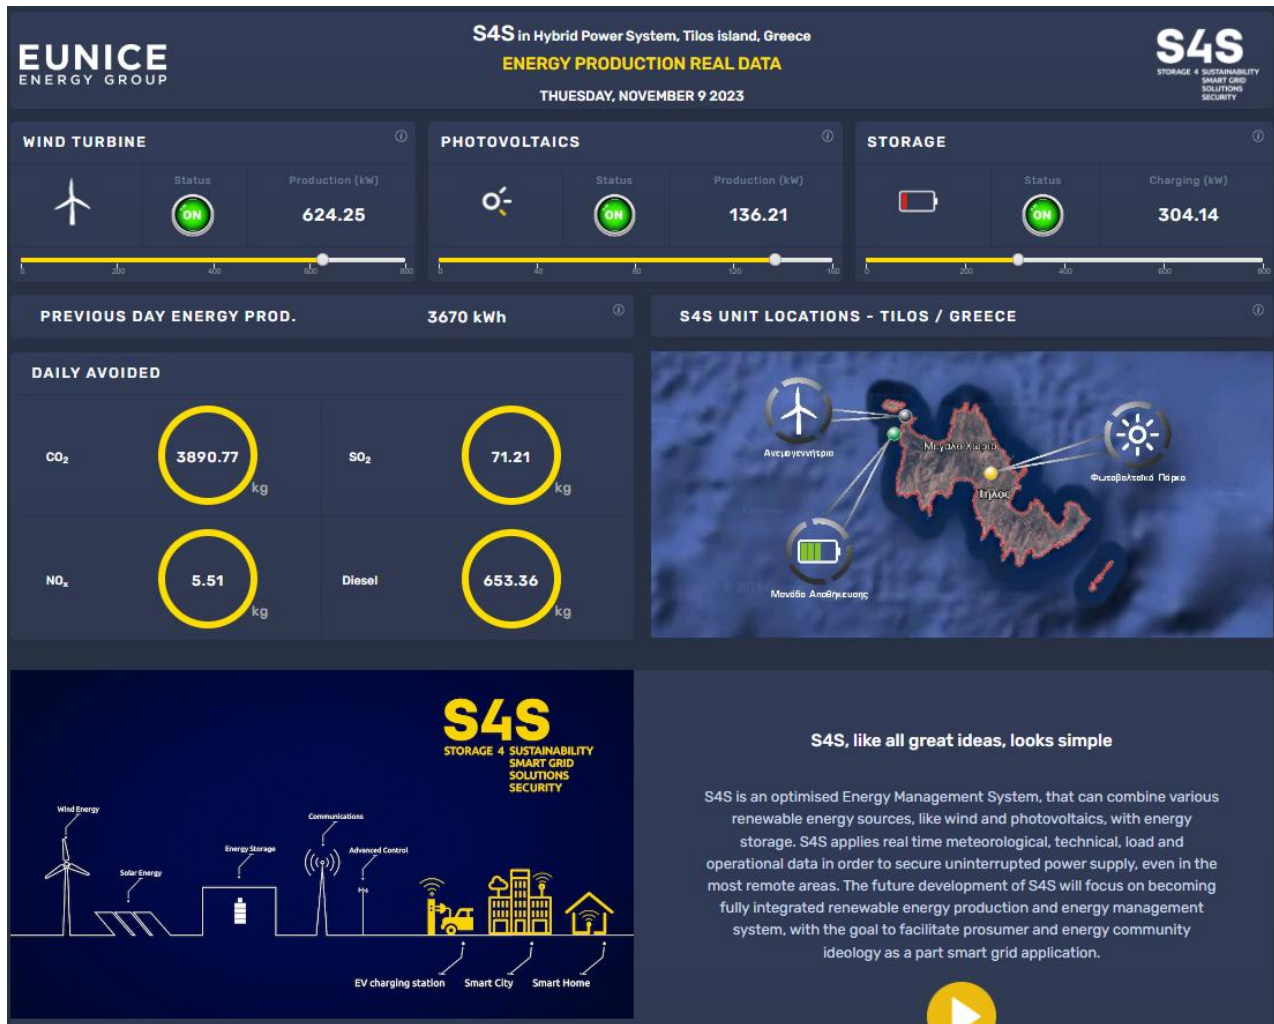 EUNICE
ENERGY GROUP
S4S in Hybrid Power System, Tilos island, Greece
ENERGY PRODUCTION REAL DATA
THUESDAY, NOVEMBER 9 2023
S4S
STORAGE 4 SUSTAINABILITY
SMART GRID
SOLUTIONS
SECURITY
WIND TURBINE
Status
Production (kW)
ON
624.25
0 200 400 600 800
PHOTOVOLTAICS
Status
Production (kW)
ON
136.21
0 40 80 120 160
STORAGE
Status
Charging (kW)
ON
304.14
0 200 400 600 800
PREVIOUS DAY ENERGY PROD. 3670 kWh
S4S UNIT LOCATIONS - TILOS / GREECE
DAILY AVOIDED
CO2 3890.77 kg
SO2 71.21 kg
NOx 5.51 kg
Diesel 653.36 kg
Ανεμογεννήτρια
Μεγάλο Χωριό
Τήλος
Φωτοβολταϊκό Πάρκο
Μονάδα Αποθήκευσης
S4S
STORAGE 4 SUSTAINABILITY
SMART GRID
SOLUTIONS
SECURITY
Wind Energy
Solar Energy
Energy Storage
Communications
Advanced Control
EV charging station
Smart City
Smart Home
S4S, like all great ideas, looks simple
S4S is an optimised Energy Management System, that can combine various
renewable energy sources, like wind and photovoltaics, with energy
storage. S4S applies real time meteorological, technical, load and
operational data in order to secure uninterrupted power supply, even in the
most remote areas. The future development of S4S will focus on becoming
fully integrated renewable energy production and energy management
system, with the goal to facilitate prosumer and energy community
ideology as a part smart grid application.